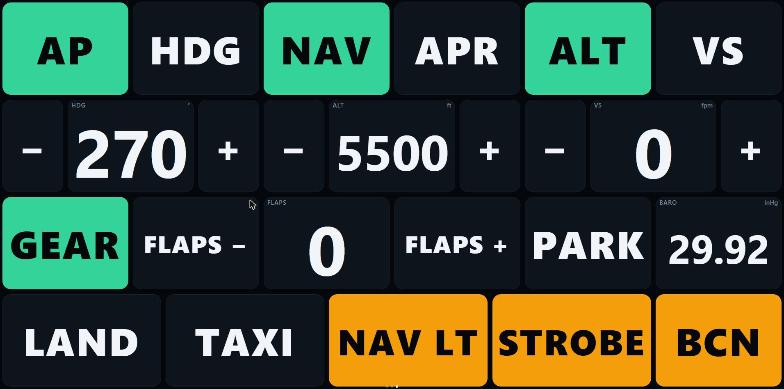 AP HDG NAV APR ALT VS
HDG ° ALT ft VS fpm
− 270 + − 5500 + − 0 +
FLAPS BARO inHg
GEAR FLAPS − 0 FLAPS + PARK 29.92
LAND TAXI NAV LT STROBE BCN